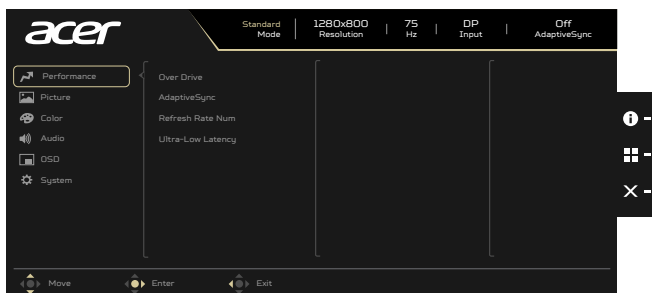 acer
Standard Mode
1280x800 Resolution
75 Hz
DP Input
Off AdaptiveSync
Performance
Picture
Color
Audio
OSD
System
Over Drive
AdaptiveSync
Refresh Rate Num
Ultra-Low Latency
Move
Enter
Exit